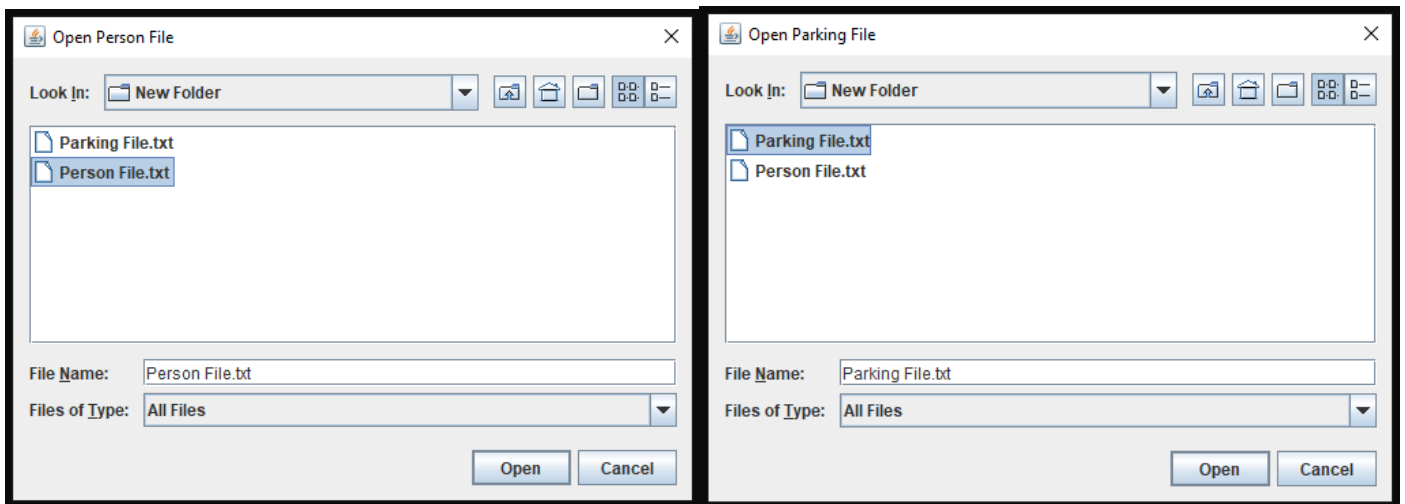 Open Person File
Look In: New Folder
Parking File.txt
Person File.txt
File Name: Person File.txt
Files of Type: All Files
Open Cancel
Open Parking File
Look In: New Folder
Parking File.txt
Person File.txt
File Name: Parking File.txt
Files of Type: All Files
Open Cancel